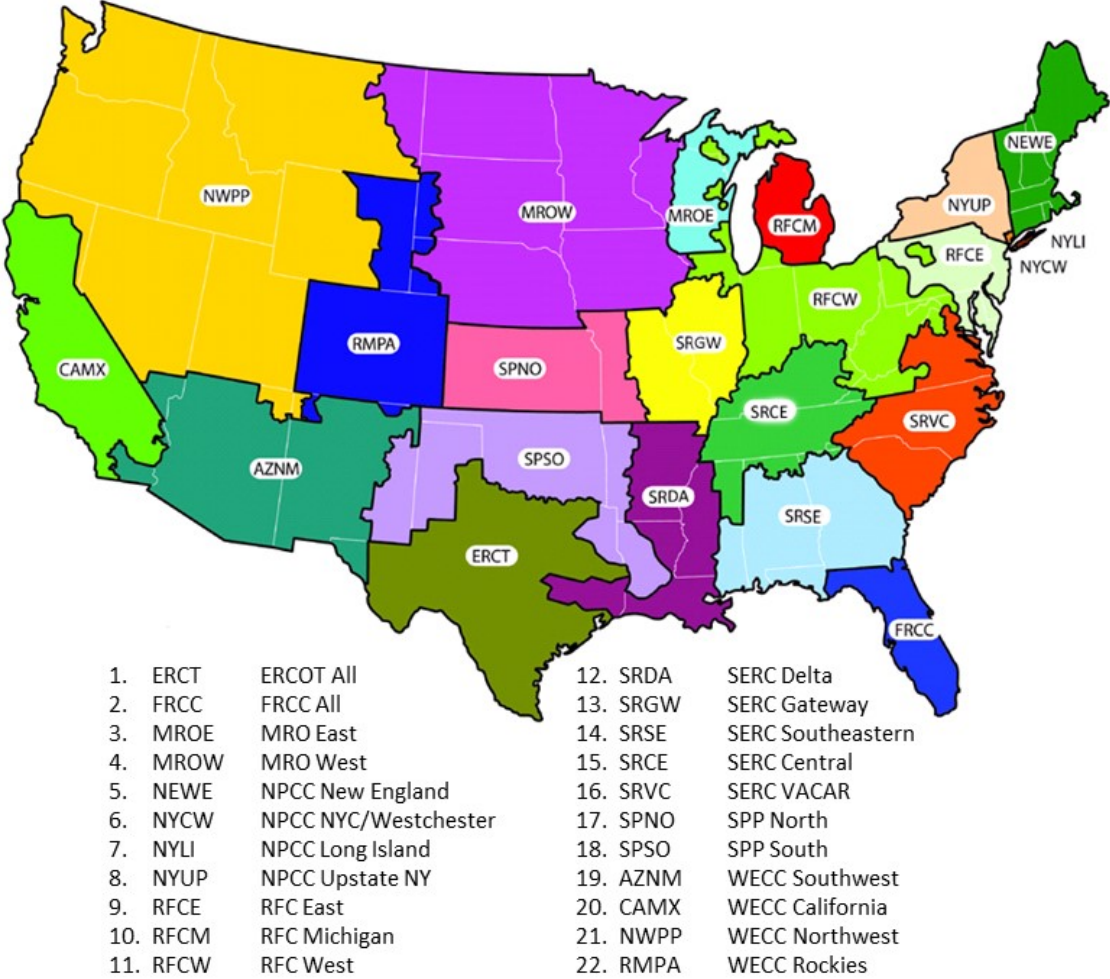 NEWE
NWPP
NYUP
MROW
MROE
RFCM
NYLI
RFCE
NYCW
RFCW
RMPA
SRGW
CAMX
SPNO
SRCE
SRVC
SPSO
AZNM
SRDA
SRSE
ERCT
FRCC
1. ERCT ERCOT All
2. FRCC FRCC All
3. MROE MRO East
4. MROW MRO West
5. NEWE NPCC New England
6. NYCW NPCC NYC/Westchester
7. NYLI NPCC Long Island
8. NYUP NPCC Upstate NY
9. RFCE RFC East
10. RFCM RFC Michigan
11. RFCW RFC West
12. SRDA SERC Delta
13. SRGW SERC Gateway
14. SRSE SERC Southeastern
15. SRCE SERC Central
16. SRVC SERC VACAR
17. SPNO SPP North
18. SPSO SPP South
19. AZNM WECC Southwest
20. CAMX WECC California
21. NWPP WECC Northwest
22. RMPA WECC Rockies